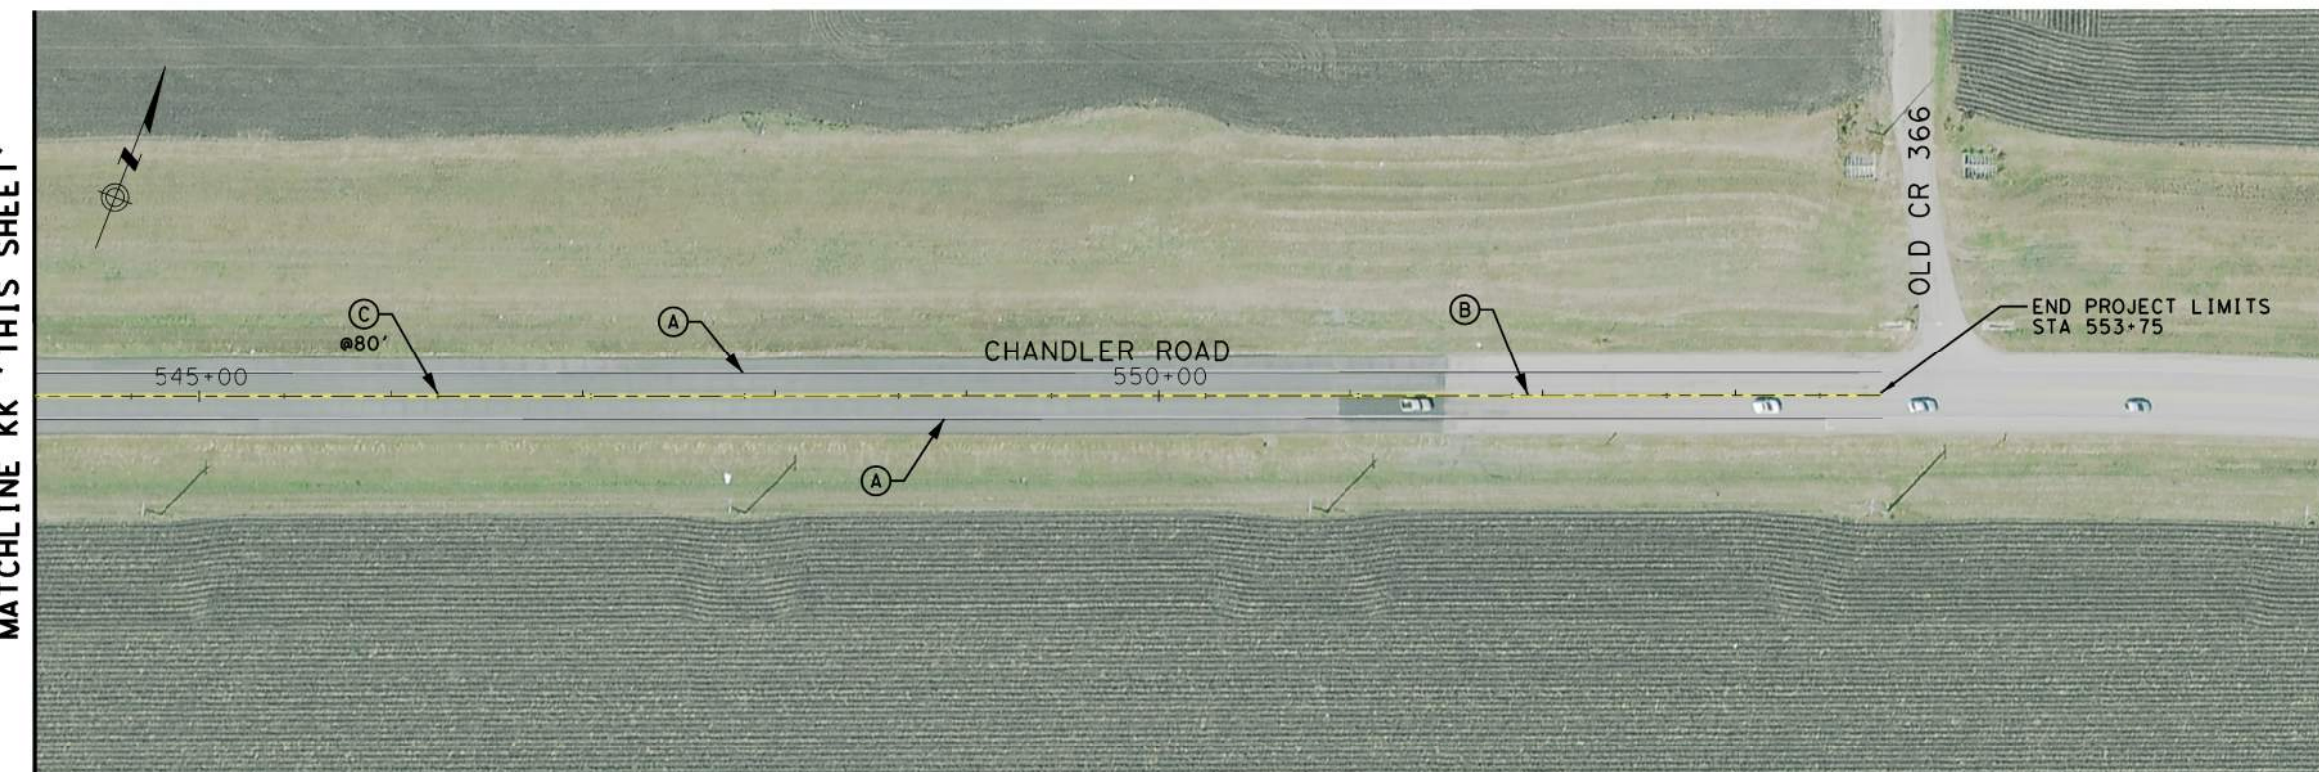 MATCHLINE KK 'THIS SHEET'
N
C
@80'
A
CHANDLER ROAD
545+00
550+00
B
OLD CR 366
END PROJECT LIMITS
STA 553+75
A